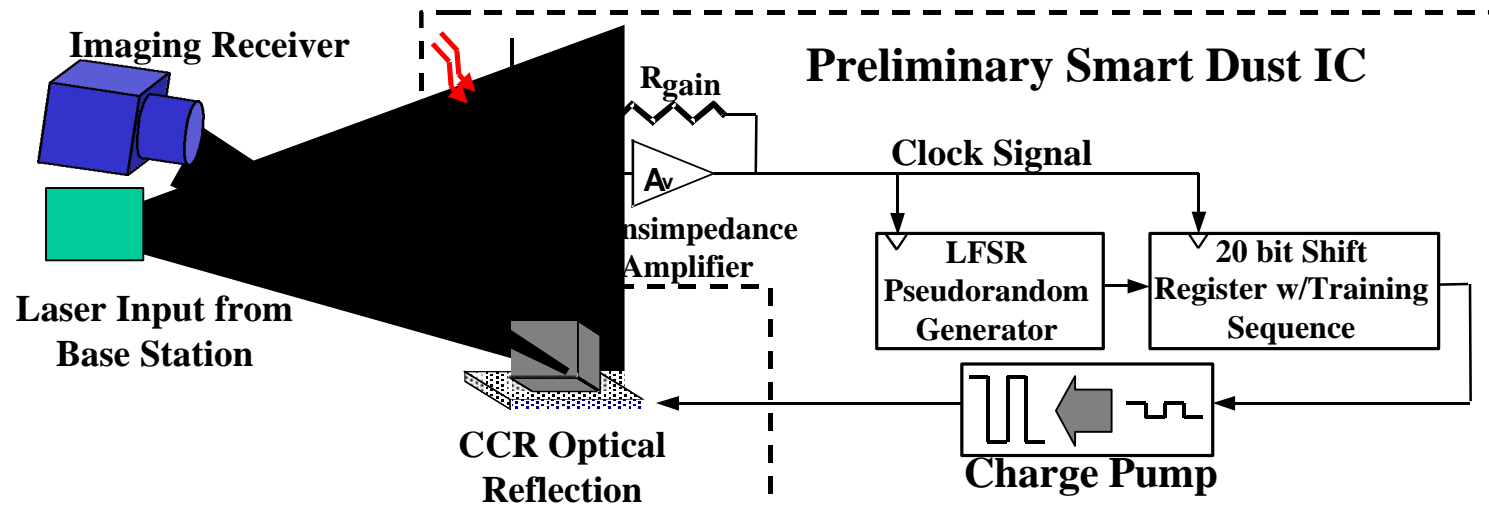 Imaging Receiver
Preliminary Smart Dust IC
Rgain
Clock Signal
Av
nsimpedance
Amplifier
LFSR
Pseudorandom
Generator
20 bit Shift
Register w/Training
Sequence
Laser Input from
Base Station
CCR Optical
Reflection
Charge Pump